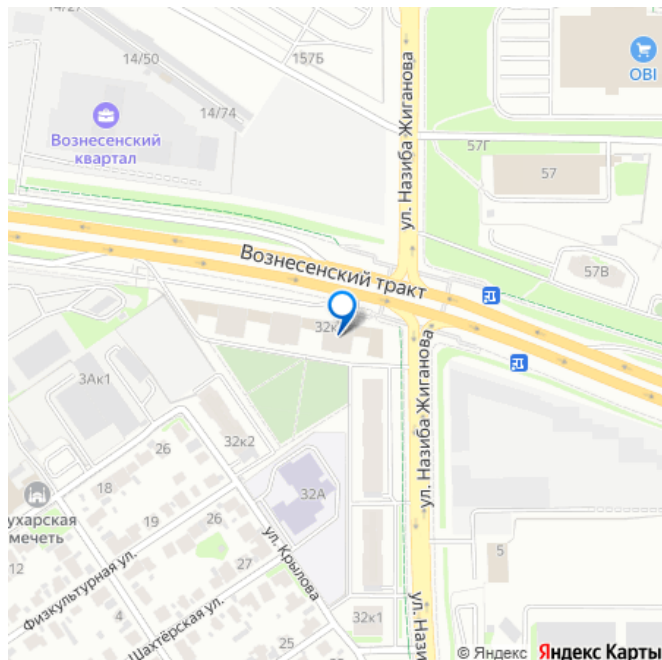 14/27
14/50
157Б
14/74
OBI
Вознесенский
квартал
ул. Назиба Жиганова
57Г
57
57В
Вознесенский тракт
32к
ул. Назиба Жиганова
3Ак1
26
32к2
18
32А
ухарская
мечеть
19
26
12
ул. Крылова
Физкультурная ул.
27
5
4
Шахтёрская ул.
32к1
25
ул. Нази
© Яндекс Яндекс Карты